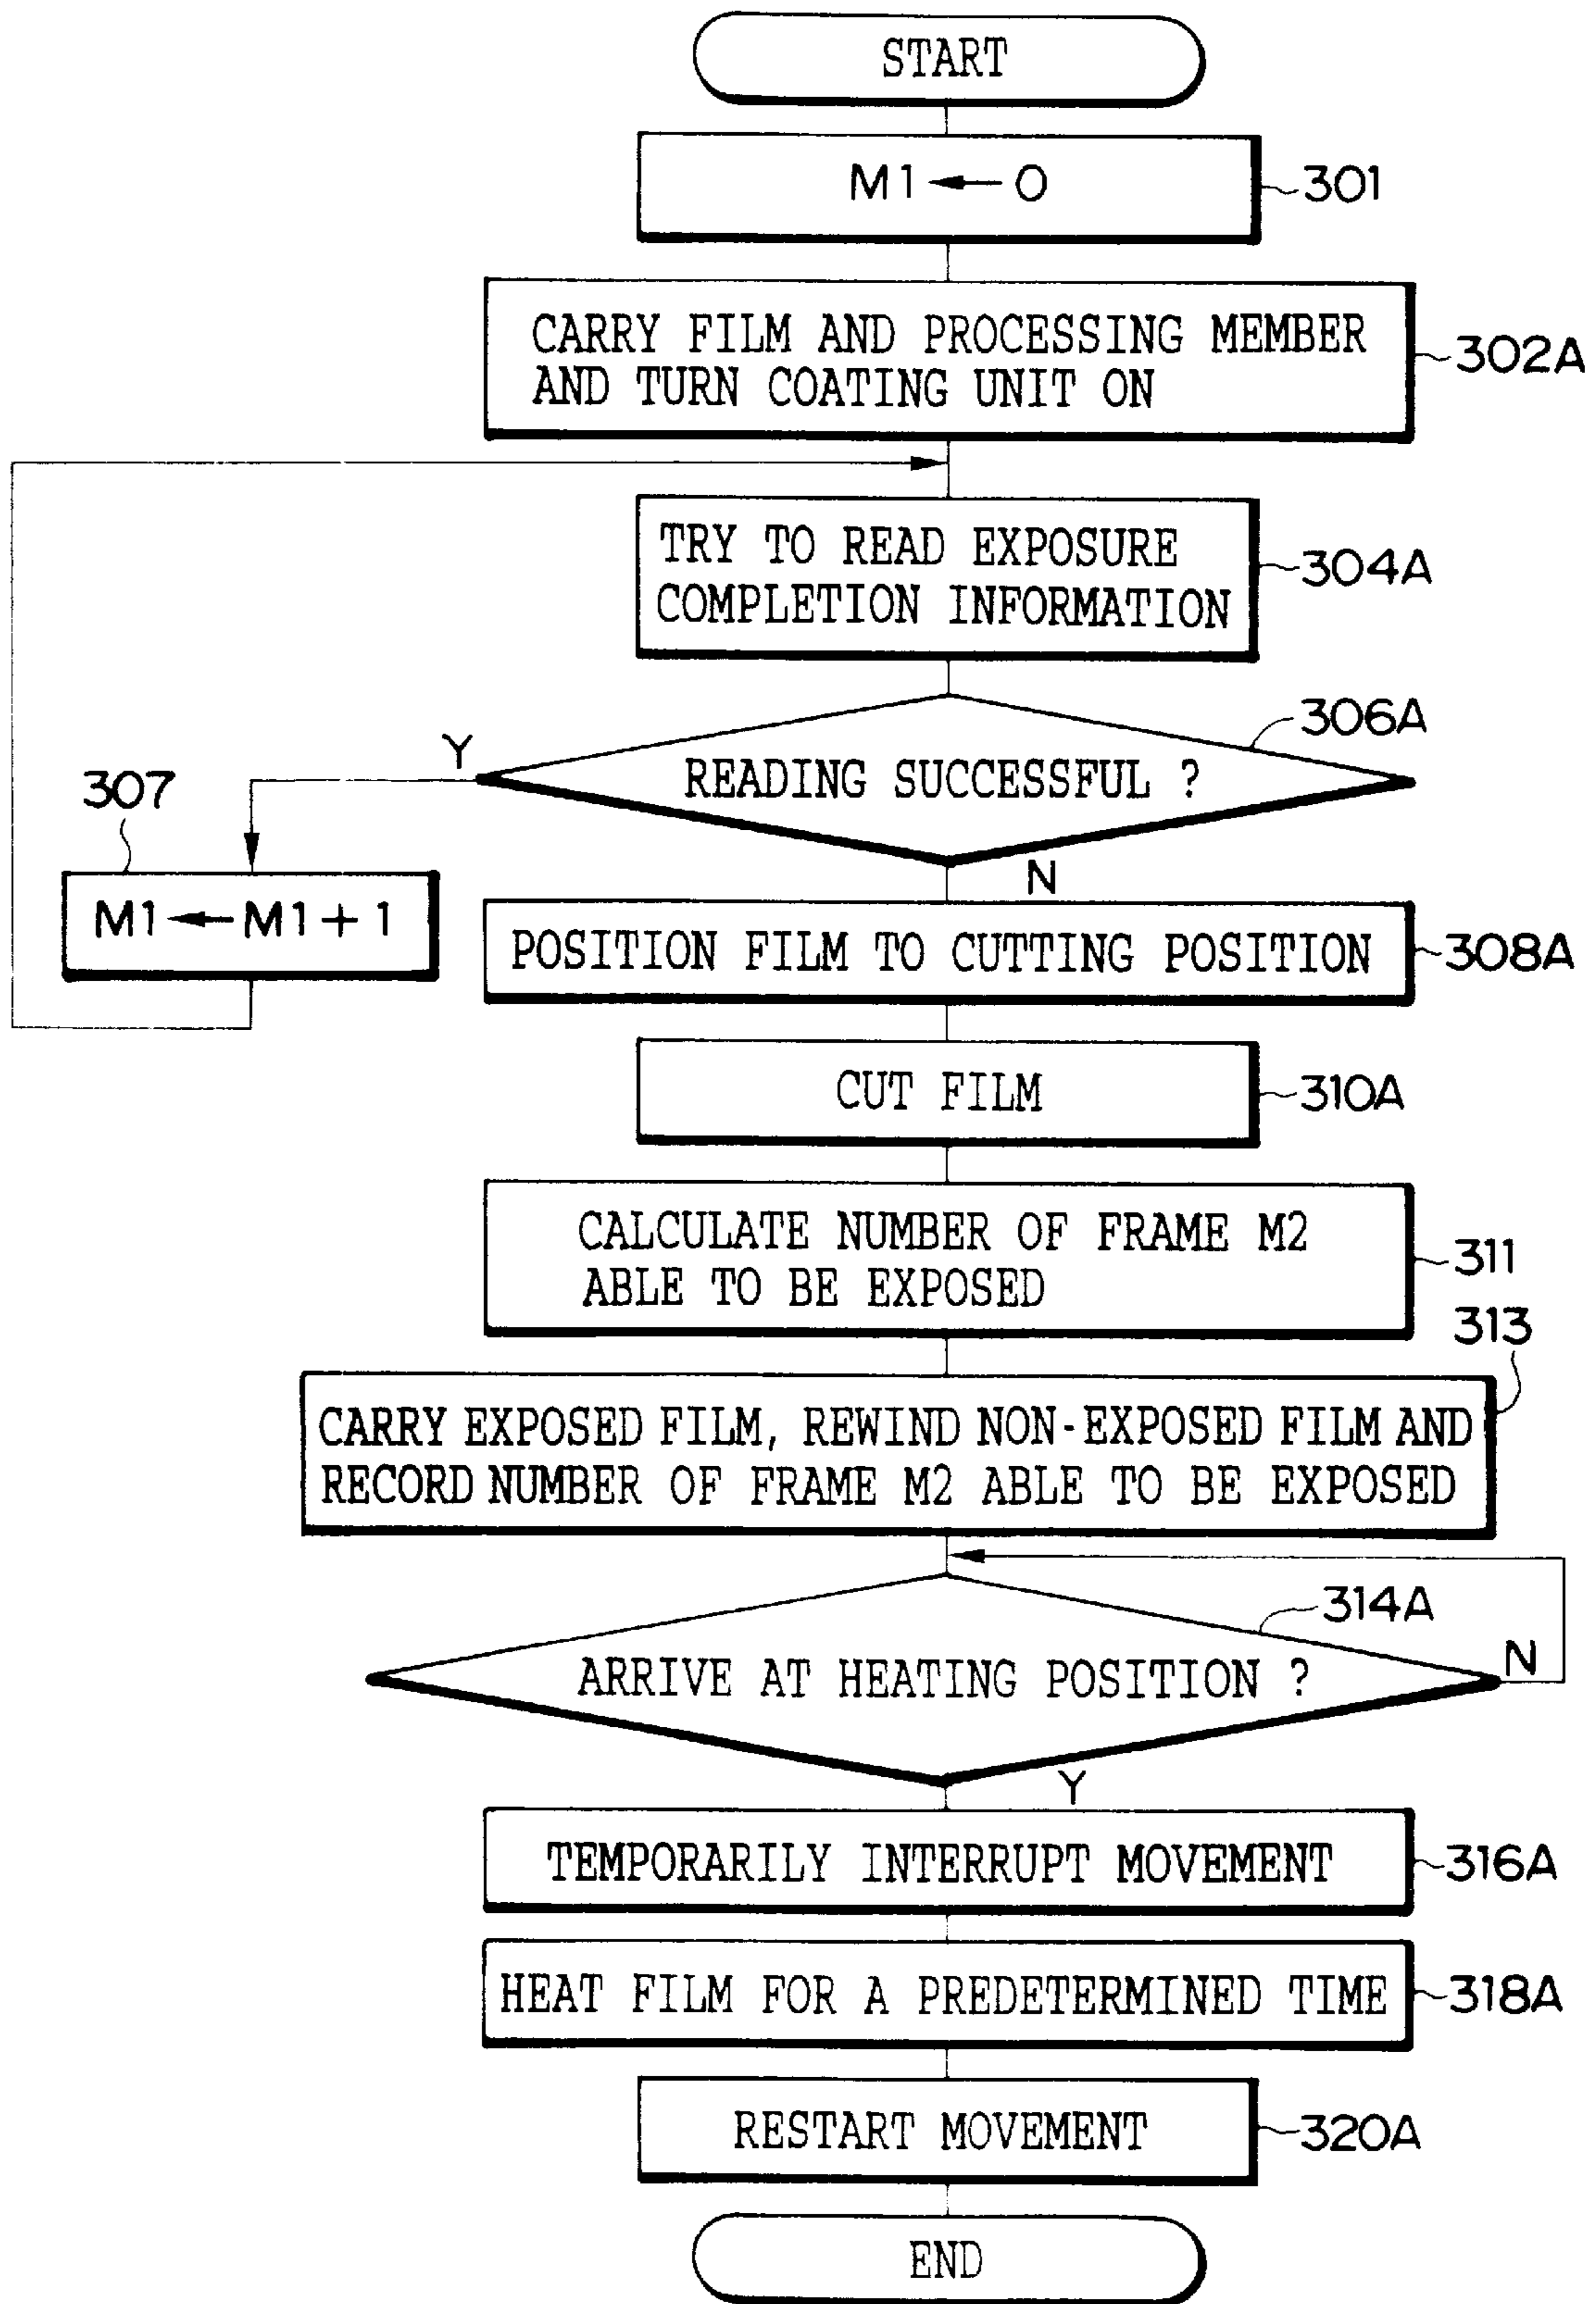 START
M1 ← 0
301
CARRY FILM AND PROCESSING MEMBER
AND TURN COATING UNIT ON
302A
TRY TO READ EXPOSURE
COMPLETION INFORMATION
304A
306A
READING SUCCESSFUL ?
Y
N
307
M1 ← M1 + 1
POSITION FILM TO CUTTING POSITION
308A
CUT FILM
310A
CALCULATE NUMBER OF FRAME M2
ABLE TO BE EXPOSED
311
313
CARRY EXPOSED FILM, REWIND NON-EXPOSED FILM AND
RECORD NUMBER OF FRAME M2 ABLE TO BE EXPOSED
314A
ARRIVE AT HEATING POSITION ?
N
Y
TEMPORARILY INTERRUPT MOVEMENT
316A
HEAT FILM FOR A PREDETERMINED TIME
318A
RESTART MOVEMENT
320A
END